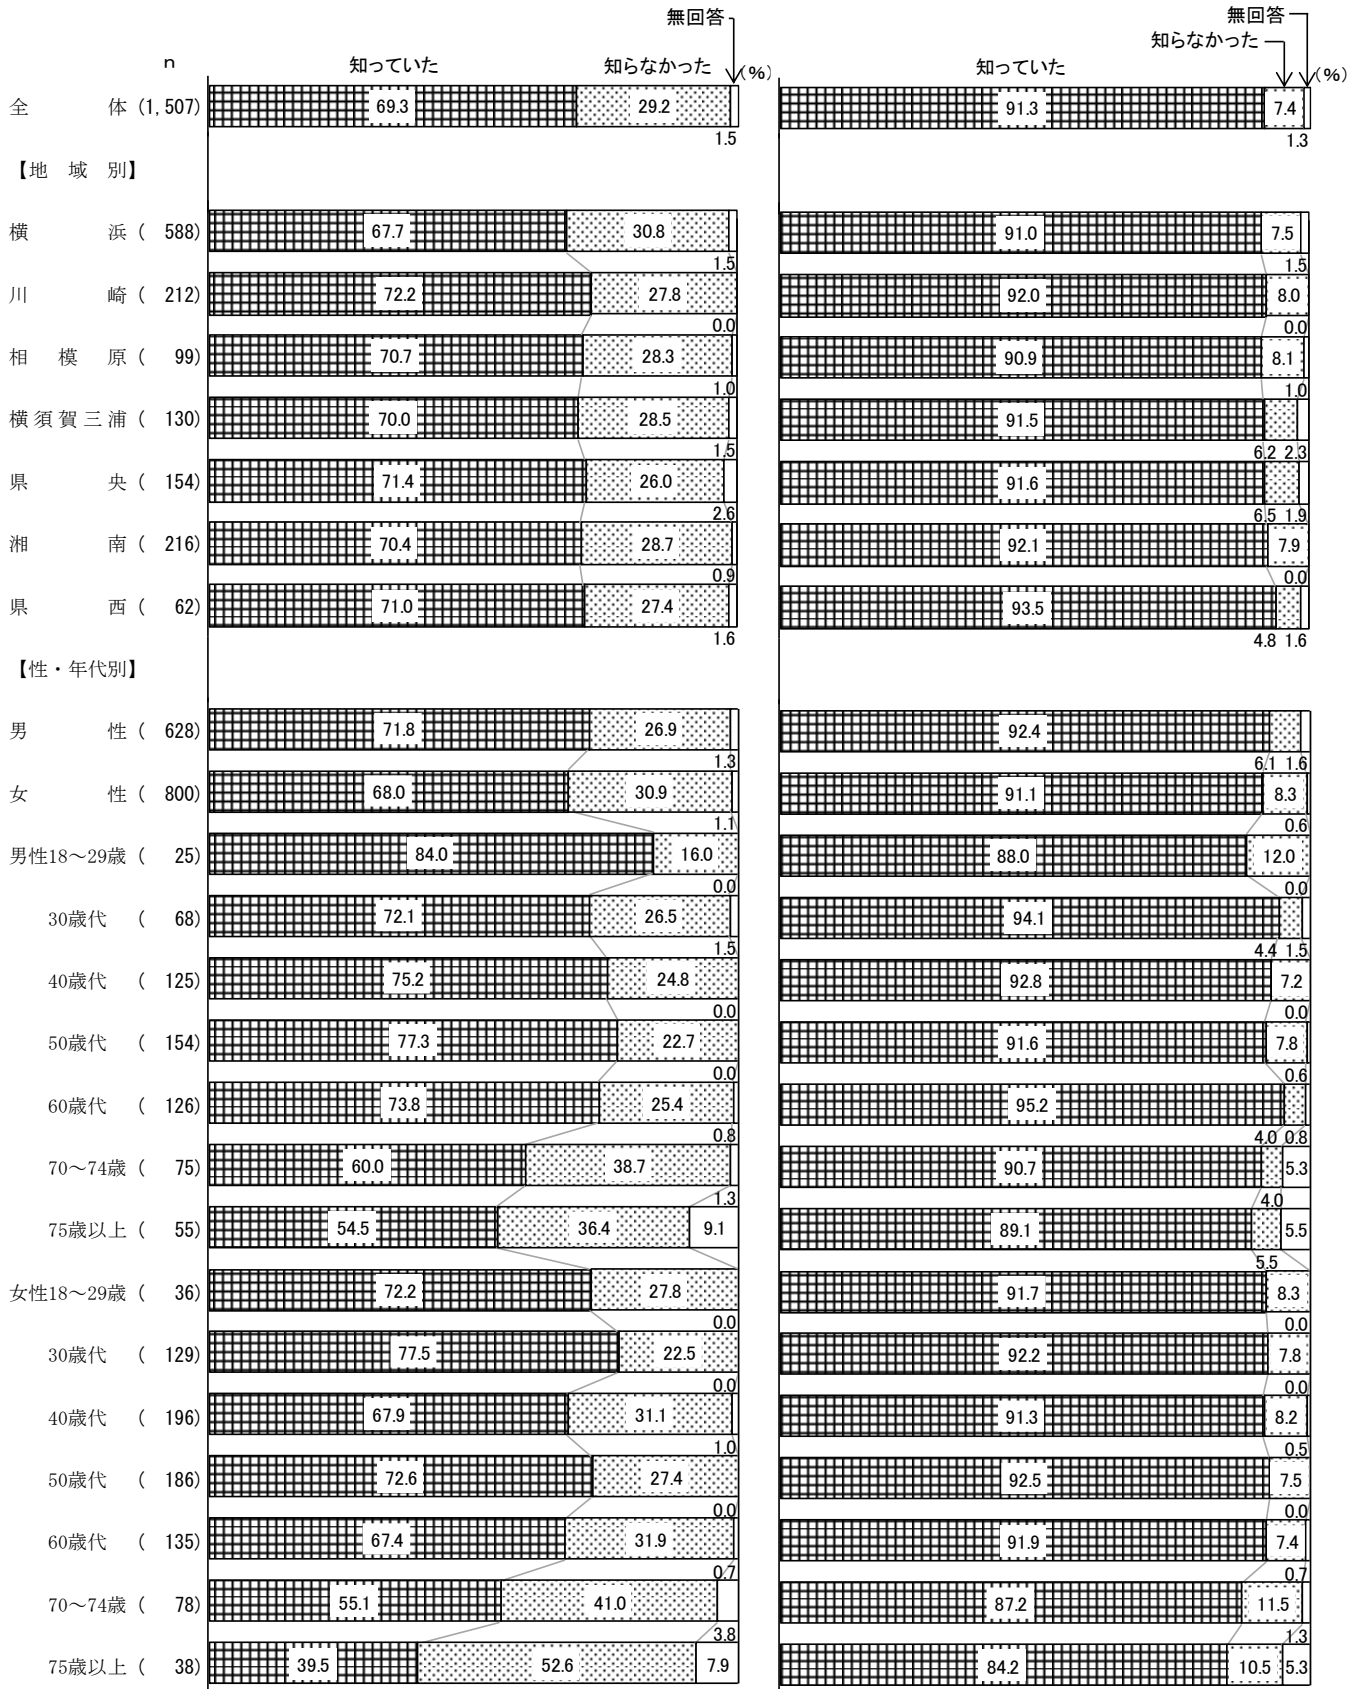 無回答 無回答
知らなかった
n 知っていた 知らなかった (%) 知っていた (%)
全体(1,507) 69.3 29.2 91.3 7.4
1.5 1.3
【地域別】
横浜( 588) 67.7 30.8 91.0 7.5
1.5 1.5
川崎( 212) 72.2 27.8 92.0 8.0
0.0 0.0
相模原( 99) 70.7 28.3 90.9 8.1
1.0 1.0
横須賀三浦( 130) 70.0 28.5 91.5
1.5 6.2 2.3
県央( 154) 71.4 26.0 91.6
2.6 6.5 1.9
湘南( 216) 70.4 28.7 92.1 7.9
0.9 0.0
県西( 62) 71.0 27.4 93.5
1.6 4.8 1.6
【性・年代別】
男性( 628) 71.8 26.9 92.4
1.3 6.1 1.6
女性( 800) 68.0 30.9 91.1 8.3
1.1 0.6
男性18～29歳( 25) 84.0 16.0 88.0 12.0
0.0 0.0
30歳代( 68) 72.1 26.5 94.1
1.5 4.4 1.5
40歳代( 125) 75.2 24.8 92.8 7.2
0.0 0.0
50歳代( 154) 77.3 22.7 91.6 7.8
0.0 0.6
60歳代( 126) 73.8 25.4 95.2
0.8 4.0 0.8
70～74歳( 75) 60.0 38.7 90.7 5.3
1.3 4.0
75歳以上( 55) 54.5 36.4 9.1 89.1 5.5
5.5
女性18～29歳( 36) 72.2 27.8 91.7 8.3
0.0 0.0
30歳代( 129) 77.5 22.5 92.2 7.8
0.0 0.0
40歳代( 196) 67.9 31.1 91.3 8.2
1.0 0.5
50歳代( 186) 72.6 27.4 92.5 7.5
0.0 0.0
60歳代( 135) 67.4 31.9 91.9 7.4
0.7 0.7
70～74歳( 78) 55.1 41.0 87.2 11.5
3.8 1.3
75歳以上( 38) 39.5 52.6 7.9 84.2 10.5 5.3